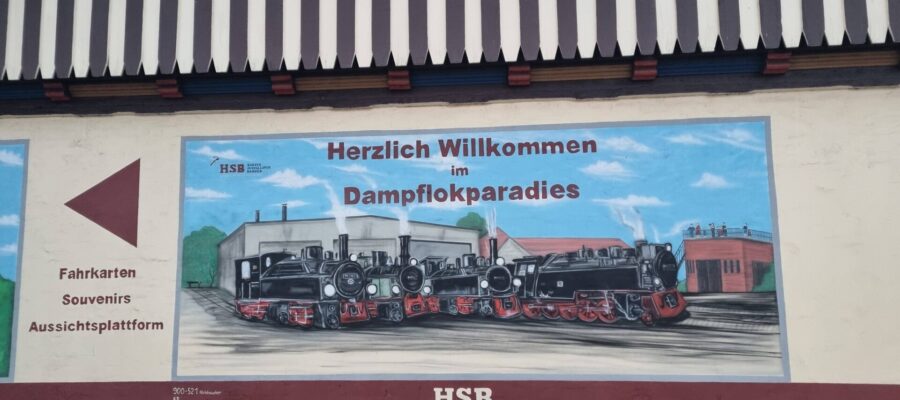 Herzlich Willkommen
im
Dampflokparadies
HSB
Fahrkarten
Souvenirs
Aussichtsplattform
HSB